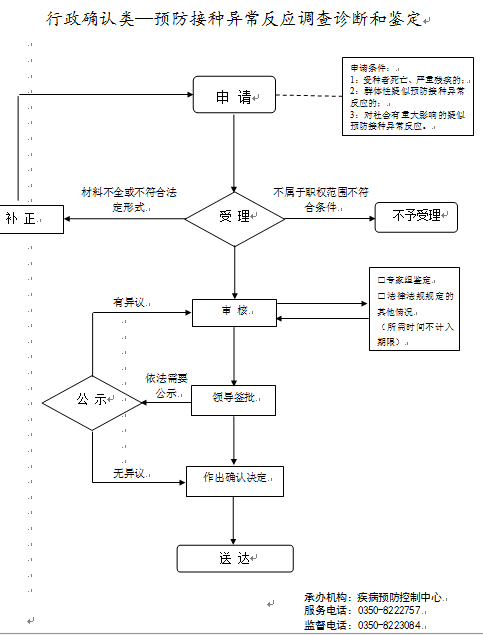 行政确认类—预防接种异常反应调查诊断和鉴定
申请条件：
1：受种者死亡、严重残疾的；
2：群体性疑似预防接种异常
反应的；
3：对社会有重大影响的疑似
预防接种异常反应。
申 请
材料不全或不符合法
定形式
不属于职权范围不符
合条件
补 正
受 理
不予受理
□专家组鉴定
□法律法规规定的
其他情况
（所需时间不计入
期限）
有异议
审 核
依法需要
公示
公 示
领导签批
无异议
作出确认决定
送 达
承办机构：疾病预防控制中心
服务电话：0350-8222757
监督电话：0350-8223084